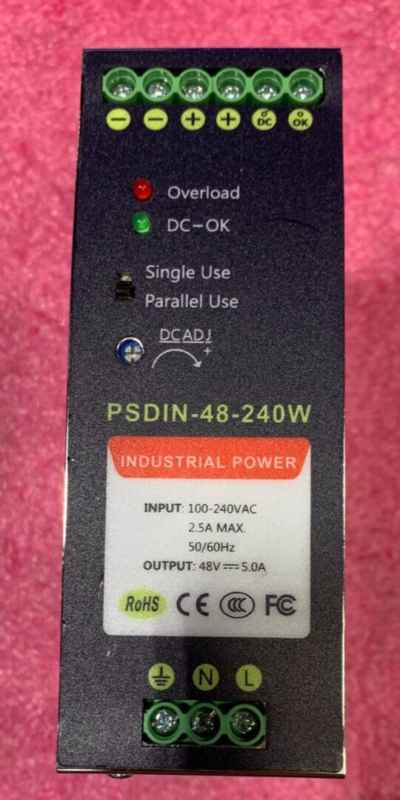 − − + + DC OK
Overload
DC-OK
Single Use
Parallel Use
DC ADJ
+
PSDIN-48-240W
INDUSTRIAL POWER
INPUT: 100-240VAC
2.5A MAX.
50/60Hz
OUTPUT: 48V⎓5.0A
RoHS CE CCC FC
N L